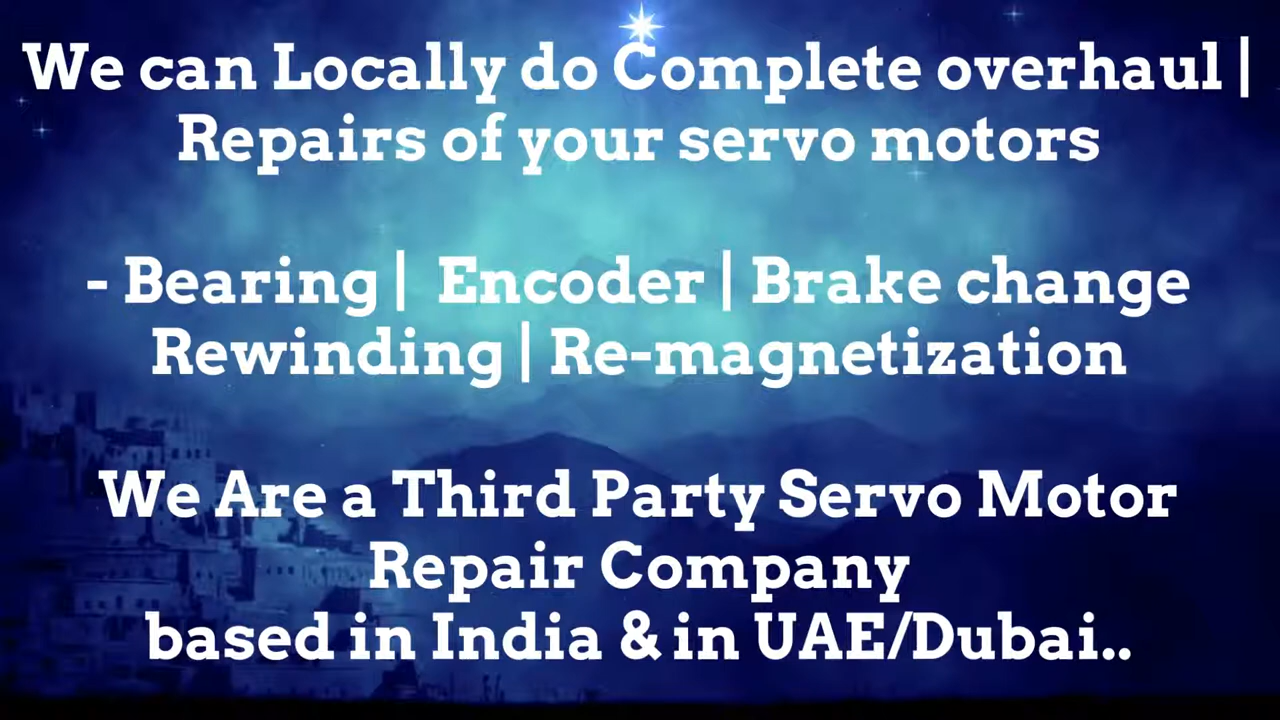 We can Locally do Complete overhaul |
Repairs of your servo motors
- Bearing | Encoder | Brake change
Rewinding | Re-magnetization
We Are a Third Party Servo Motor
Repair Company
based in India & in UAE/Dubai..